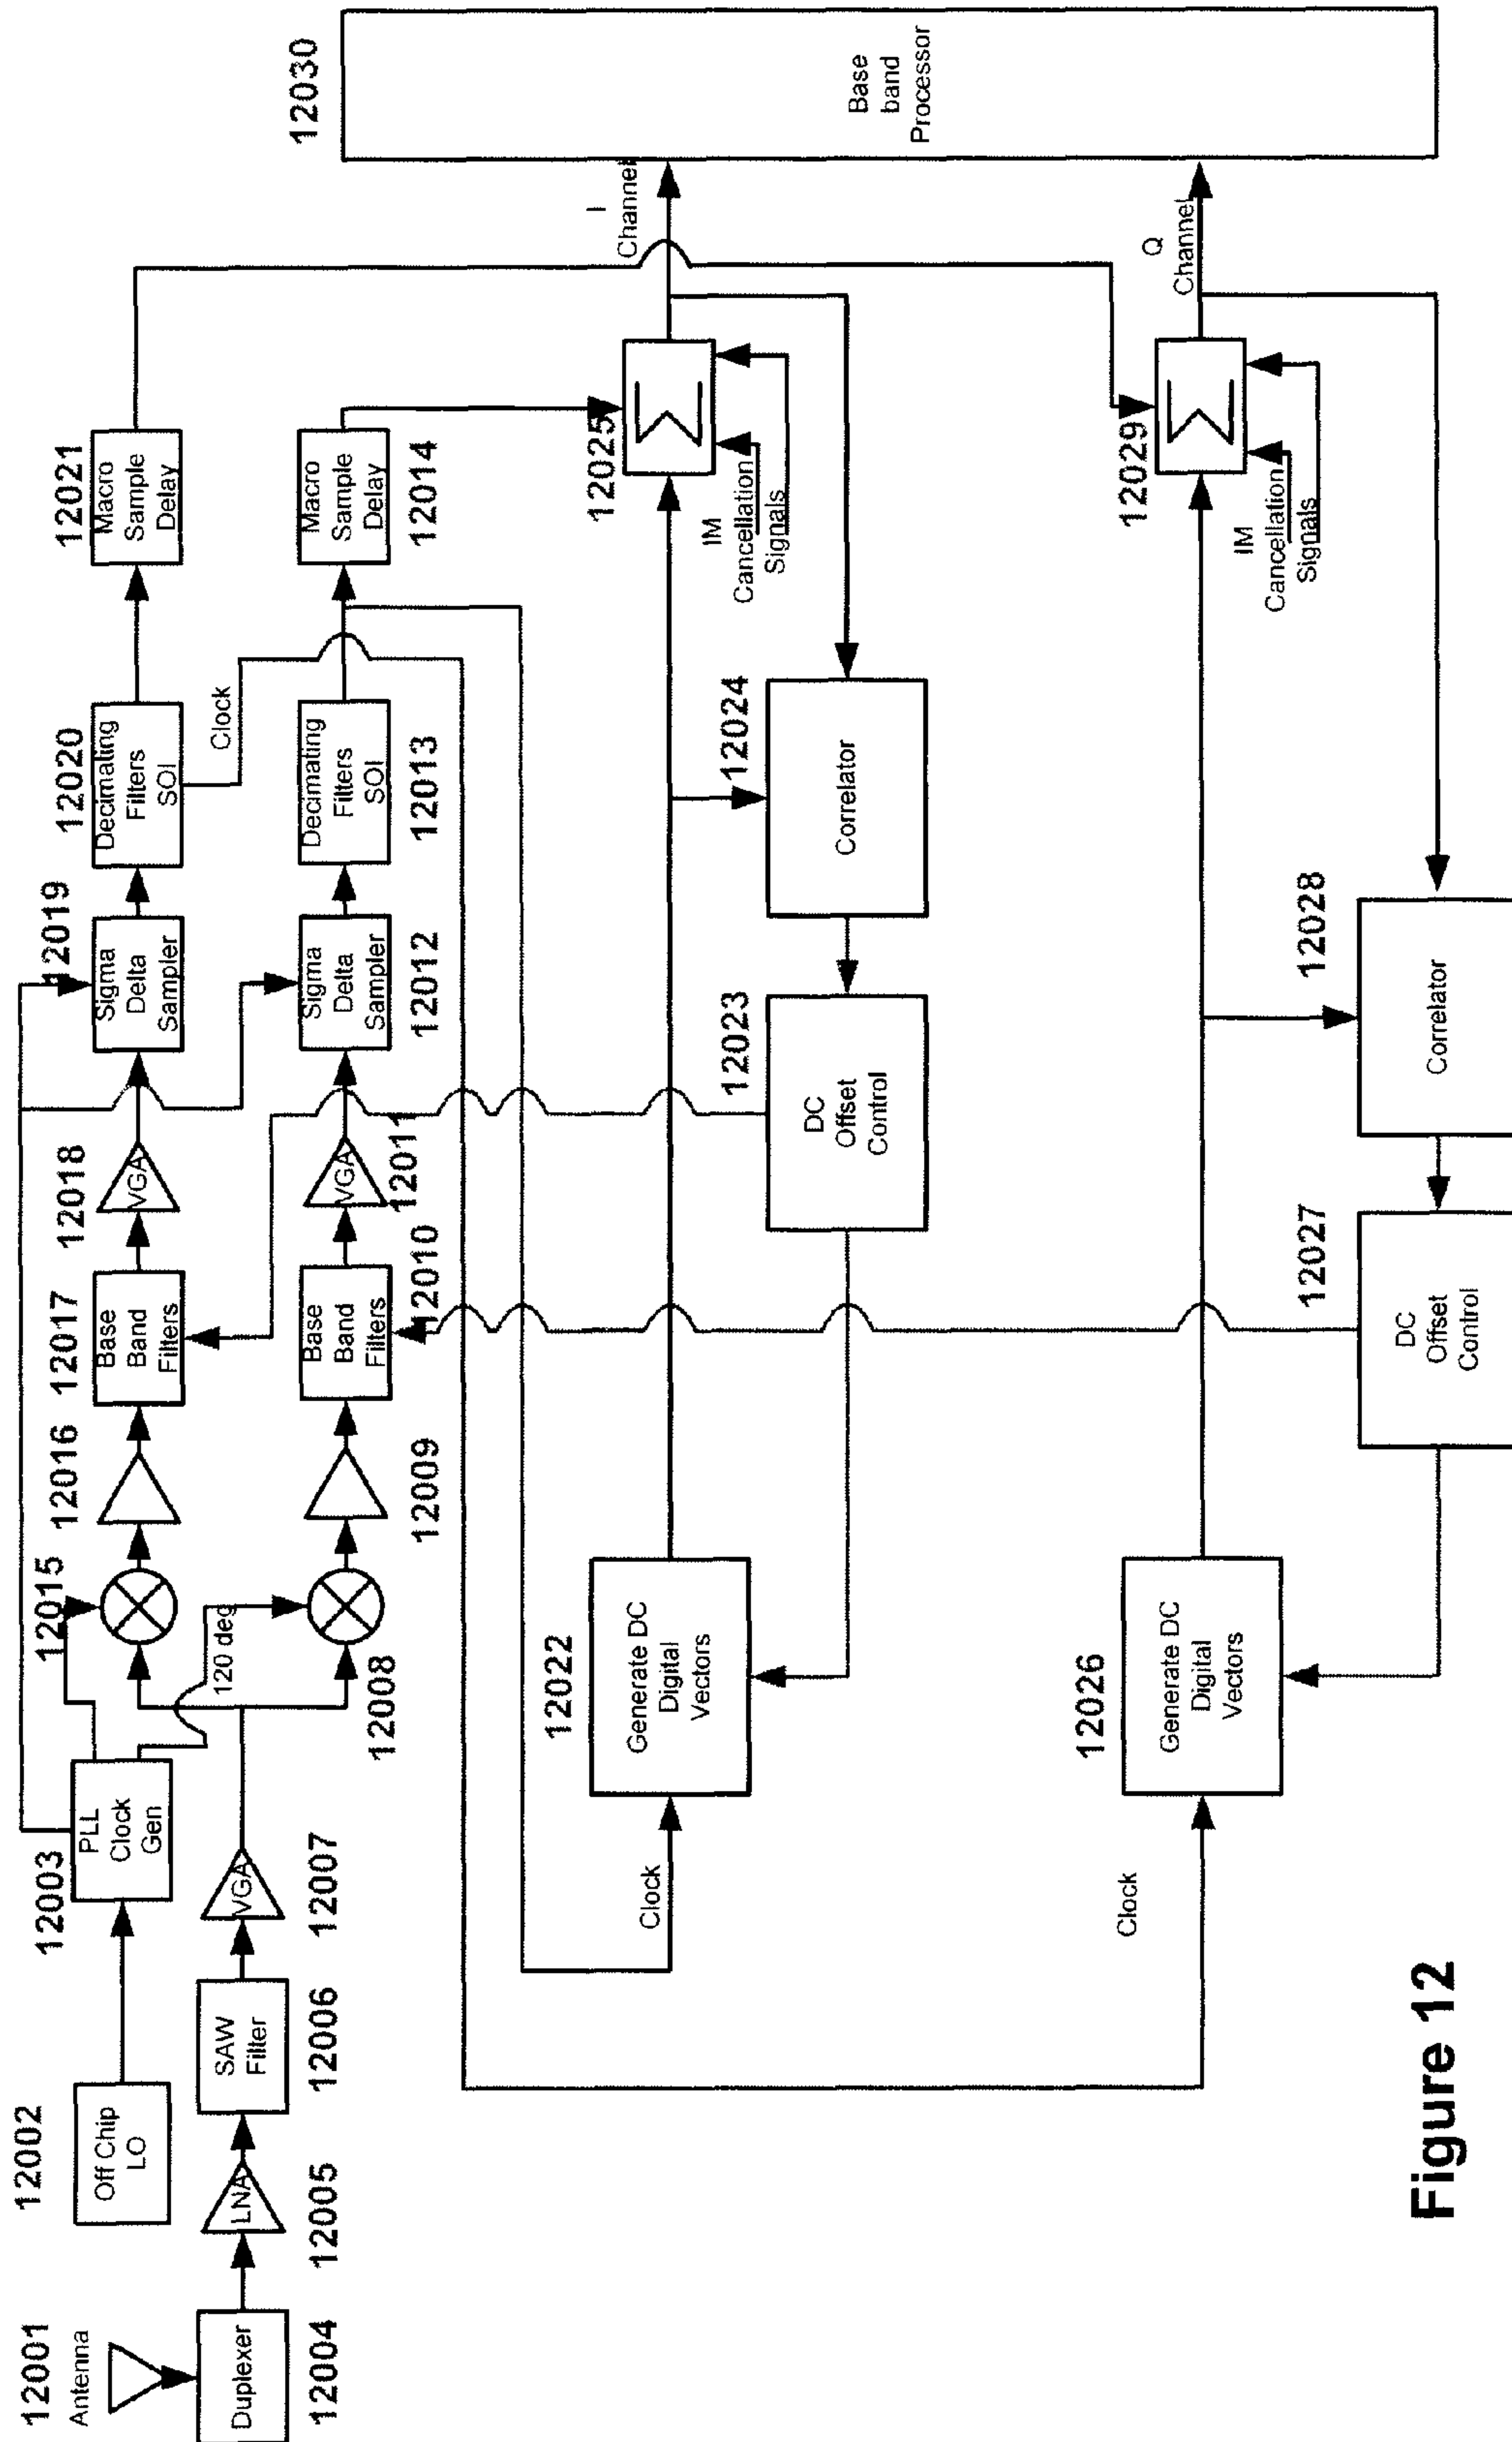 12001
Antenna
12004
Duplexer
12002
Off Chip
LO
12005
LNA
12006
SAW
Filter
12003
PLL
Clock
Gen
12007
VGA
12015
120 deg
12008
12016
12009
12017
Base
Band
Filters
12010
Base
Band
Filters
12018
VGA
12011
VGA
12019
Sigma
Delta
Sampler
12012
Sigma
Delta
Sampler
12020
Decimating
Filters
SOI
Clock
12013
Decimating
Filters
SOI
12021
Macro
Sample
Delay
12014
Macro
Sample
Delay
Clock
12022
Generate DC
Digital
Vectors
12023
DC
Offset
Control
12024
Correlator
12025
IM
Cancellation
Signals
I
Channel
Clock
12026
Generate DC
Digital
Vectors
12027
DC
Offset
Control
12028
Correlator
12029
IM
Cancellation
Signals
Q
Channel
12030
Base
band
Processor
Figure 12